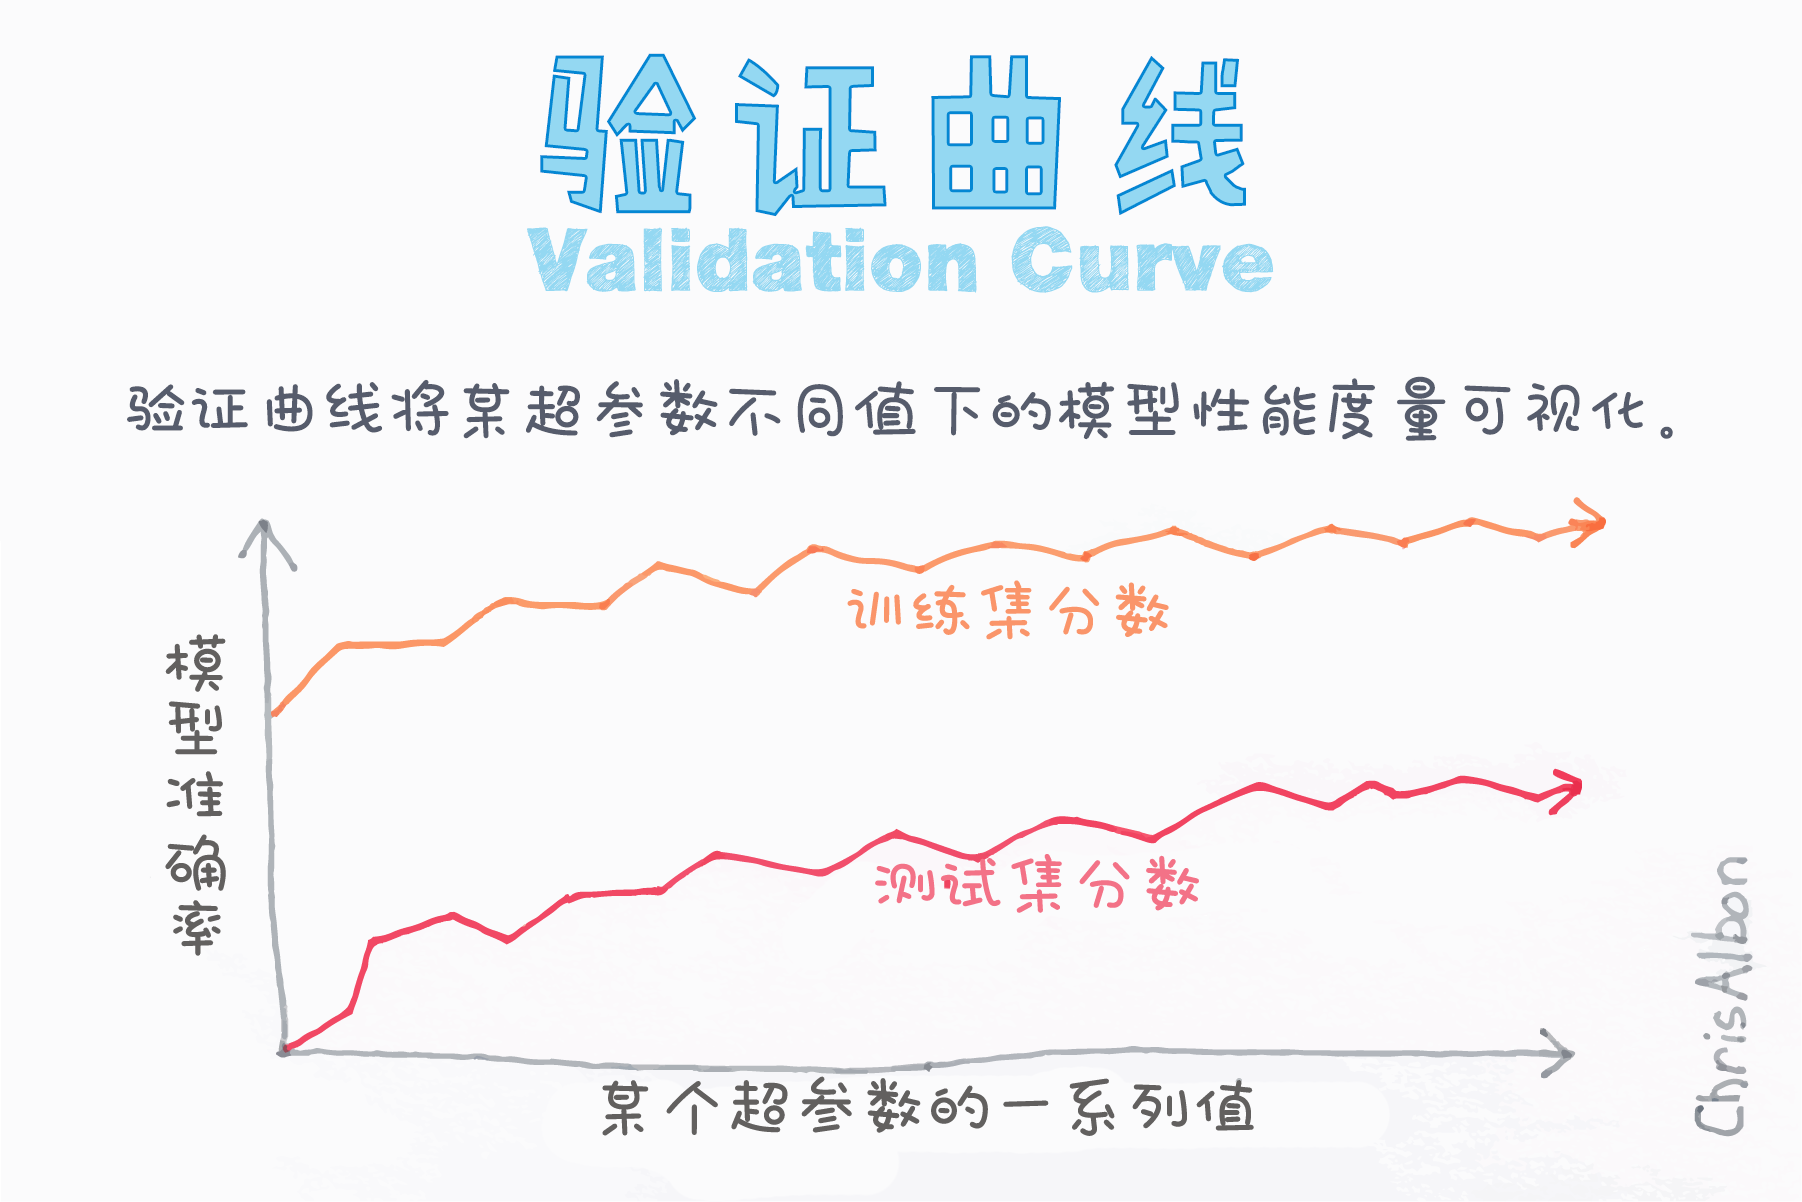 验证曲线
Validation Curve
验证曲线将某超参数不同值下的模型性能度量可视化。
训练集分数
模型准确率
测试集分数
某个超参数的一系列值
ChrisAlbon